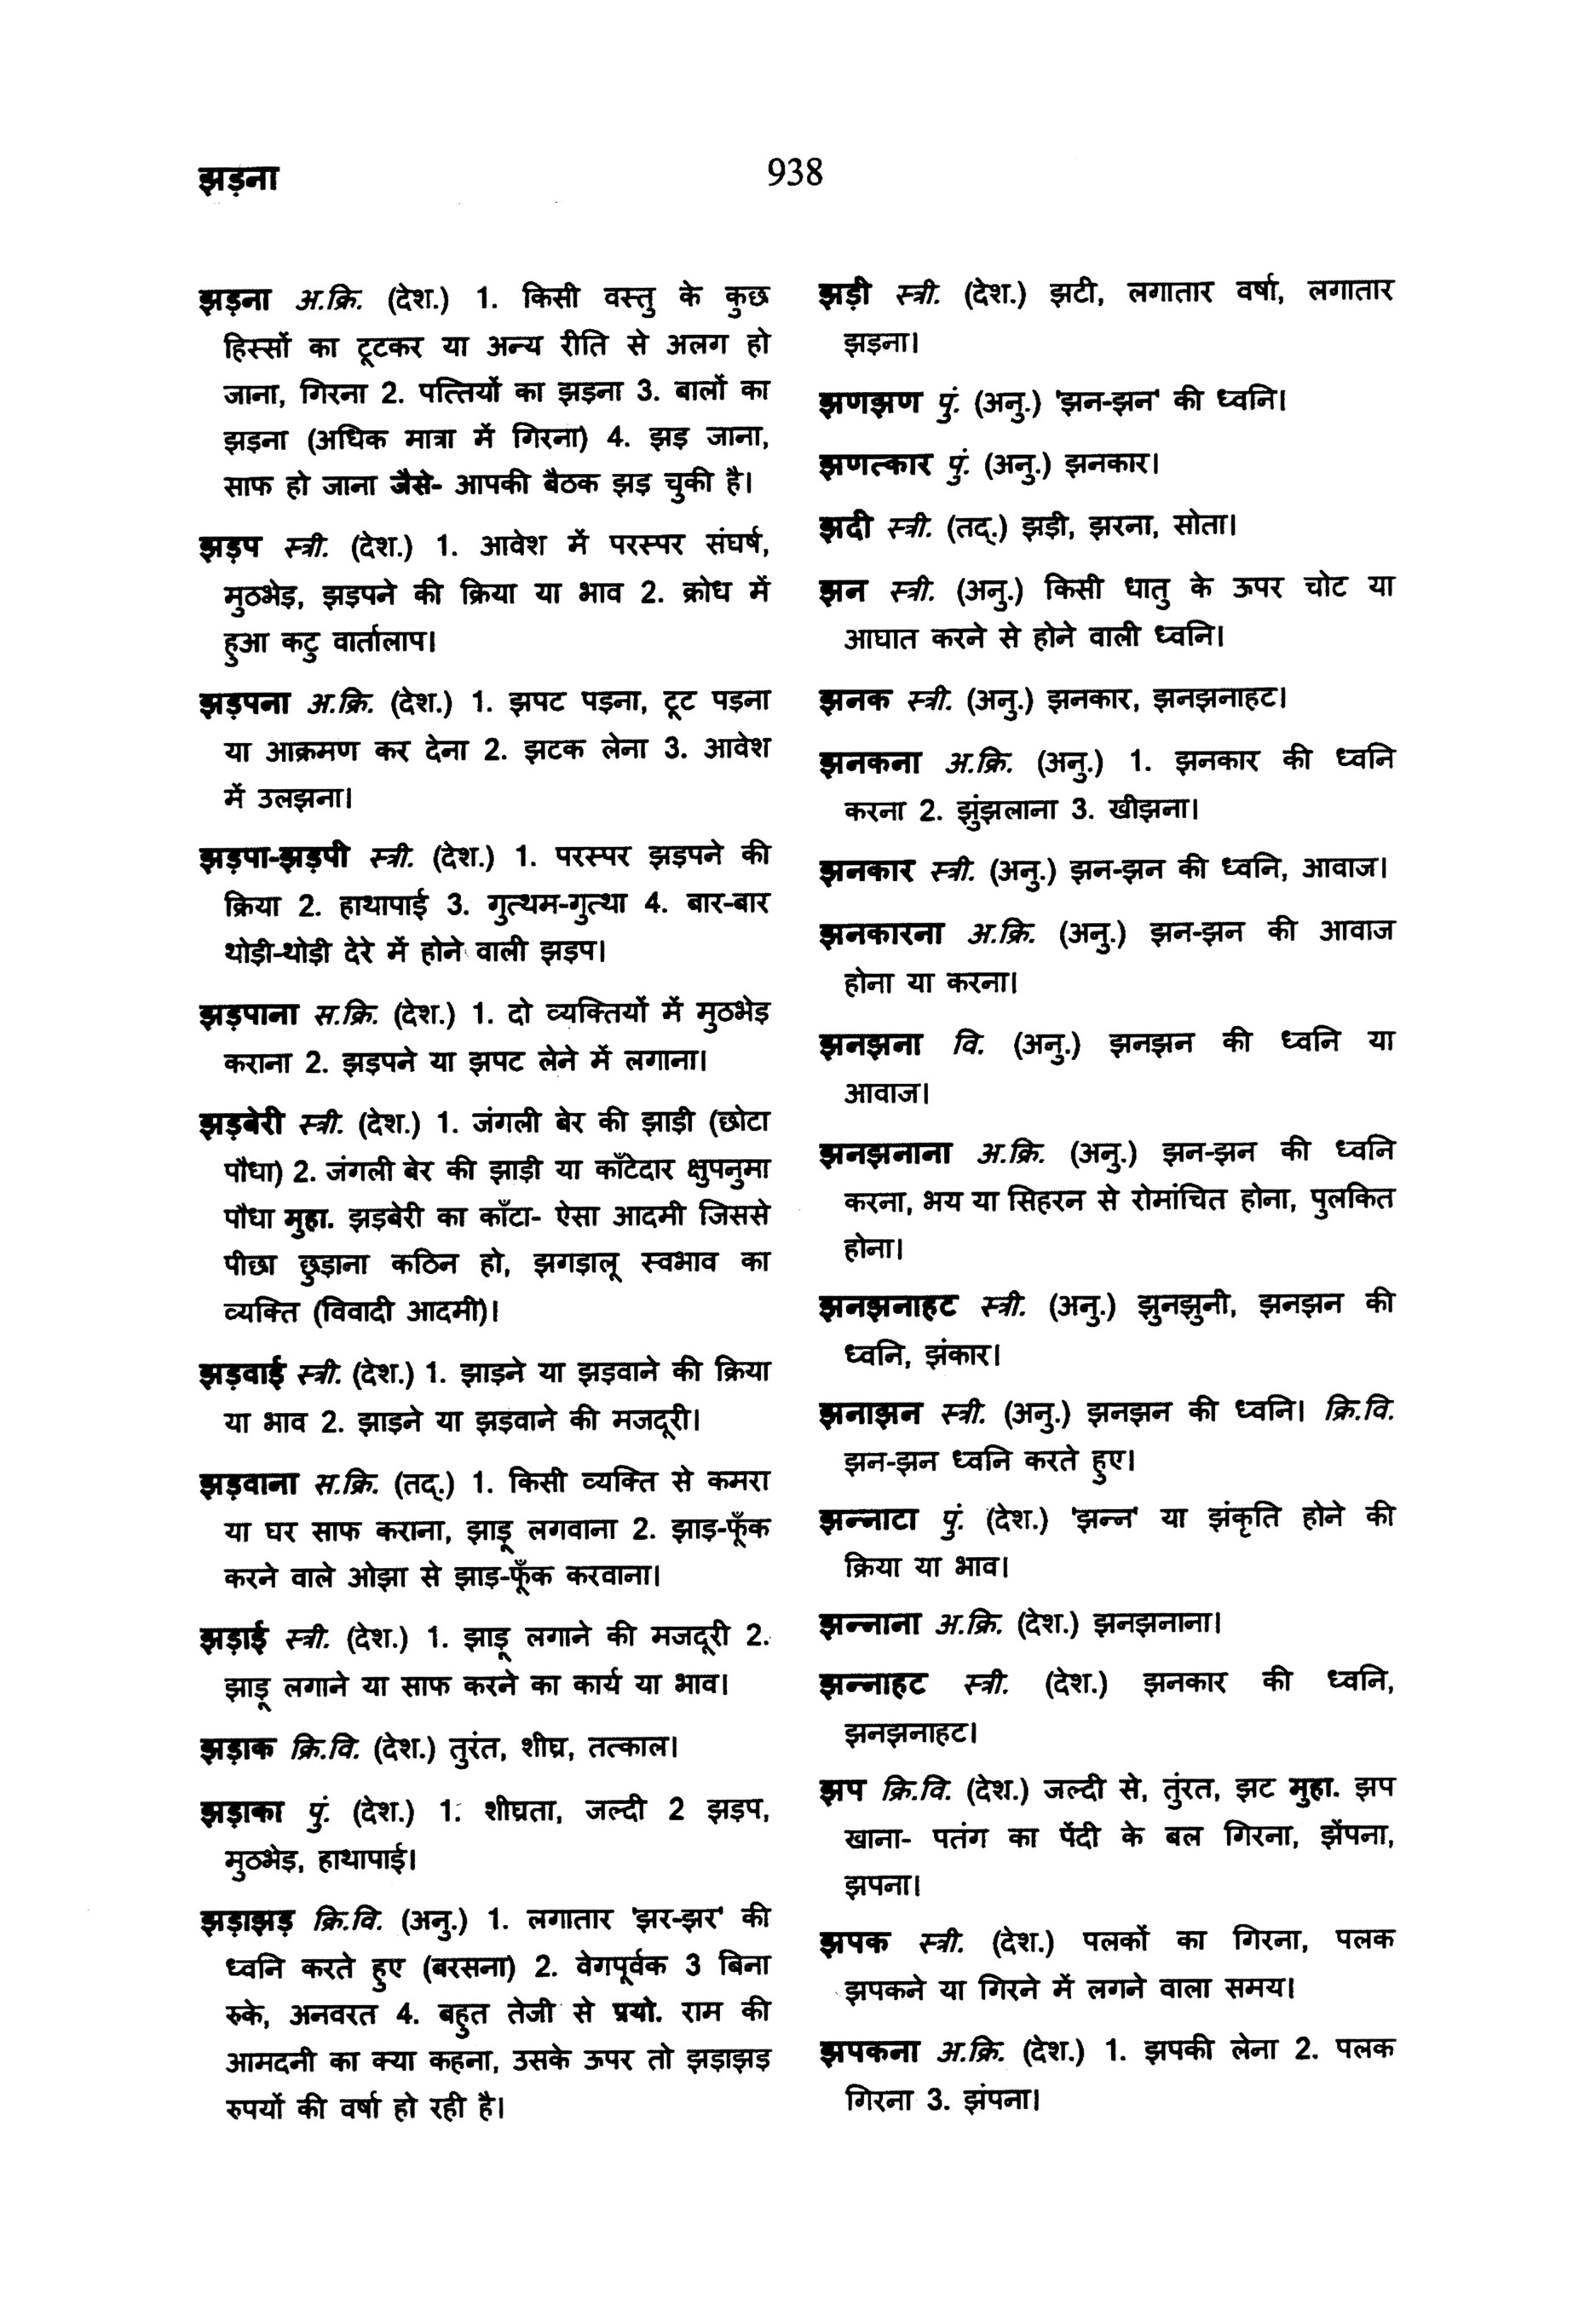 झड़ना
938
झड़ना अ.क्रि. (देश.) 1. किसी वस्तु के कुछ
हिस्सों का टूटकर या अन्य रीति से अलग हो
जाना, गिरना 2. पत्तियों का झड़ना 3. बालों का
झड़ना (अधिक मात्रा में गिरना) 4. झड़ जाना,
साफ हो जाना जैसे- आपकी बैठक झड़ चुकी है।
झड़प स्त्री. (देश.) 1. आवेश में परस्पर संघर्ष,
मुठभेड़, झड़पने की क्रिया या भाव 2. क्रोध में
हुआ कटु वार्तालाप।
झड़पना अ.क्रि. (देश.) 1. झपट पड़ना, टूट पड़ना
या आक्रमण कर देना 2. झटक लेना 3. आवेश
में उलझना।
झड़पा-झड़पी स्त्री. (देश.) 1. परस्पर झड़पने की
क्रिया 2. हाथापाई 3. गुत्थम-गुत्था 4. बार-बार
थोड़ी-थोड़ी देरे में होने वाली झड़प।
झड़पाना स.क्रि. (देश.) 1. दो व्यक्तियों में मुठभेड़
कराना 2. झड़पने या झपट लेने में लगाना।
झड़बेरी स्त्री. (देश.) 1. जंगली बेर की झाड़ी (छोटा
पौधा) 2. जंगली बेर की झाड़ी या काँटेदार क्षुपनुमा
पौधा मुहा. झड़बेरी का काँटा- ऐसा आदमी जिससे
पीछा छुड़ाना कठिन हो, झगड़ालू स्वभाव का
व्यक्ति (विवादी आदमी)।
झड़वाई स्त्री. (देश.) 1. झाड़ने या झड़वाने की क्रिया
या भाव 2. झाड़ने या झड़वाने की मजदूरी।
झड़वाना स.क्रि. (तद्.) 1. किसी व्यक्ति से कमरा
या घर साफ कराना, झाड़ू लगवाना 2. झाड़-फूँक
करने वाले ओझा से झाड़-फूँक करवाना।
झड़ाई स्त्री. (देश.) 1. झाड़ू लगाने की मजदूरी 2.
झाड़ू लगाने या साफ करने का कार्य या भाव।
झड़ाक क्रि.वि. (देश.) तुरंत, शीघ्र, तत्काल।
झड़ाका पुं. (देश.) 1. शीघ्रता, जल्दी 2 झड़प,
मुठभेड़, हाथापाई।
झड़ाझड़ क्रि.वि. (अनु.) 1. लगातार 'झर-झर' की
ध्वनि करते हुए (बरसना) 2. वेगपूर्वक 3 बिना
रुके, अनवरत 4. बहुत तेजी से प्रयो. राम की
आमदनी का क्या कहना, उसके ऊपर तो झड़ाझड़
रुपयों की वर्षा हो रही है।
झड़ी स्त्री. (देश.) झटी, लगातार वर्षा, लगातार
झड़ना।
झणझण पुं. (अनु.) 'झन-झन' की ध्वनि।
झणत्कार पुं. (अनु.) झनकार।
झदी स्त्री. (तद्.) झड़ी, झरना, सोता।
झन स्त्री. (अनु.) किसी धातु के ऊपर चोट या
आघात करने से होने वाली ध्वनि।
झनक स्त्री. (अनु.) झनकार, झनझनाहट।
झनकना अ.क्रि. (अनु.) 1. झनकार की ध्वनि
करना 2. झुंझलाना 3. खीझना।
झनकार स्त्री. (अनु.) झन-झन की ध्वनि, आवाज।
झनकारना अ.क्रि. (अनु.) झन-झन की आवाज
होना या करना।
झनझना वि. (अनु.) झनझन की ध्वनि या
आवाज।
झनझनाना अ.क्रि. (अनु.) झन-झन की ध्वनि
करना, भय या सिहरन से रोमांचित होना, पुलकित
होना।
झनझनाहट स्त्री. (अनु.) झुनझुनी, झनझन की
ध्वनि, झंकार।
झनाझन स्त्री. (अनु.) झनझन की ध्वनि। क्रि.वि.
झन-झन ध्वनि करते हुए।
झन्नाटा पुं. (देश.) 'झन्न' या झंकृति होने की
क्रिया या भाव।
झन्नाना अ.क्रि. (देश.) झनझनाना।
झन्नाहट स्त्री. (देश.) झनकार की ध्वनि,
झनझनाहट।
झप क्रि.वि. (देश.) जल्दी से, तुंरत, झट मुहा. झप
खाना- पतंग का पेंदी के बल गिरना, झेंपना,
झपना।
झपक स्त्री. (देश.) पलकों का गिरना, पलक
झपकने या गिरने में लगने वाला समय।
झपकना अ.क्रि. (देश.) 1. झपकी लेना 2. पलक
गिरना 3. झंपना।